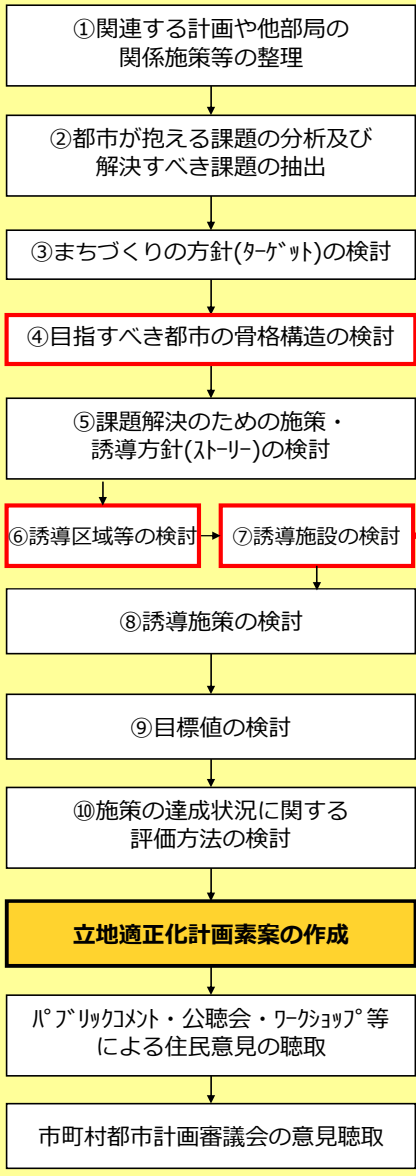 ①関連する計画や他部局の
関係施策等の整理
②都市が抱える課題の分析及び
解決すべき課題の抽出
③まちづくりの方針(ﾀｰｹﾞｯﾄ)の検討
④目指すべき都市の骨格構造の検討
⑤課題解決のための施策・
誘導方針(ｽﾄｰﾘｰ)の検討
⑥誘導区域等の検討
⑦誘導施設の検討
⑧誘導施策の検討
⑨目標値の検討
⑩施策の達成状況に関する
評価方法の検討
立地適正化計画素案の作成
ﾊﾟﾌﾞﾘｯｸｺﾒﾝﾄ・公聴会・ﾜｰｸｼｮｯﾌﾟ等
による住民意見の聴取
市町村都市計画審議会の意見聴取